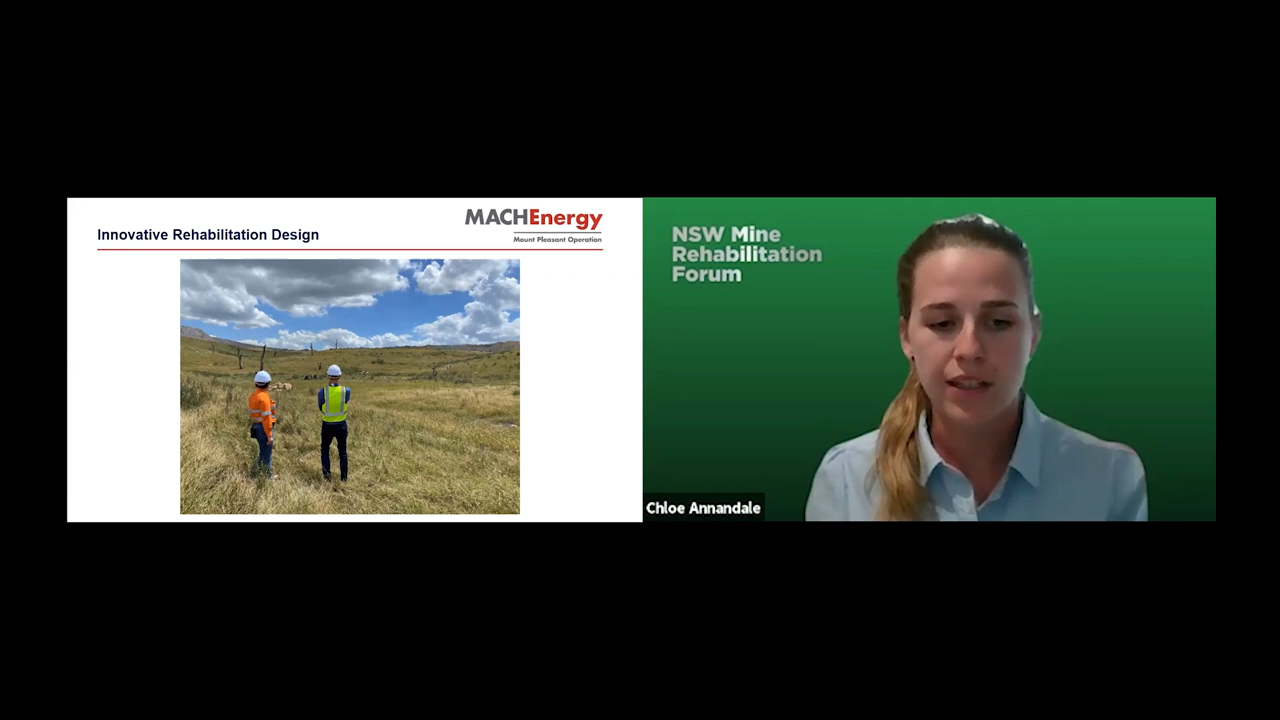 MACHEnergy
Mount Pleasant Operation
Innovative Rehabilitation Design
NSW Mine
Rehabilitation
Forum
Chloe Annandale